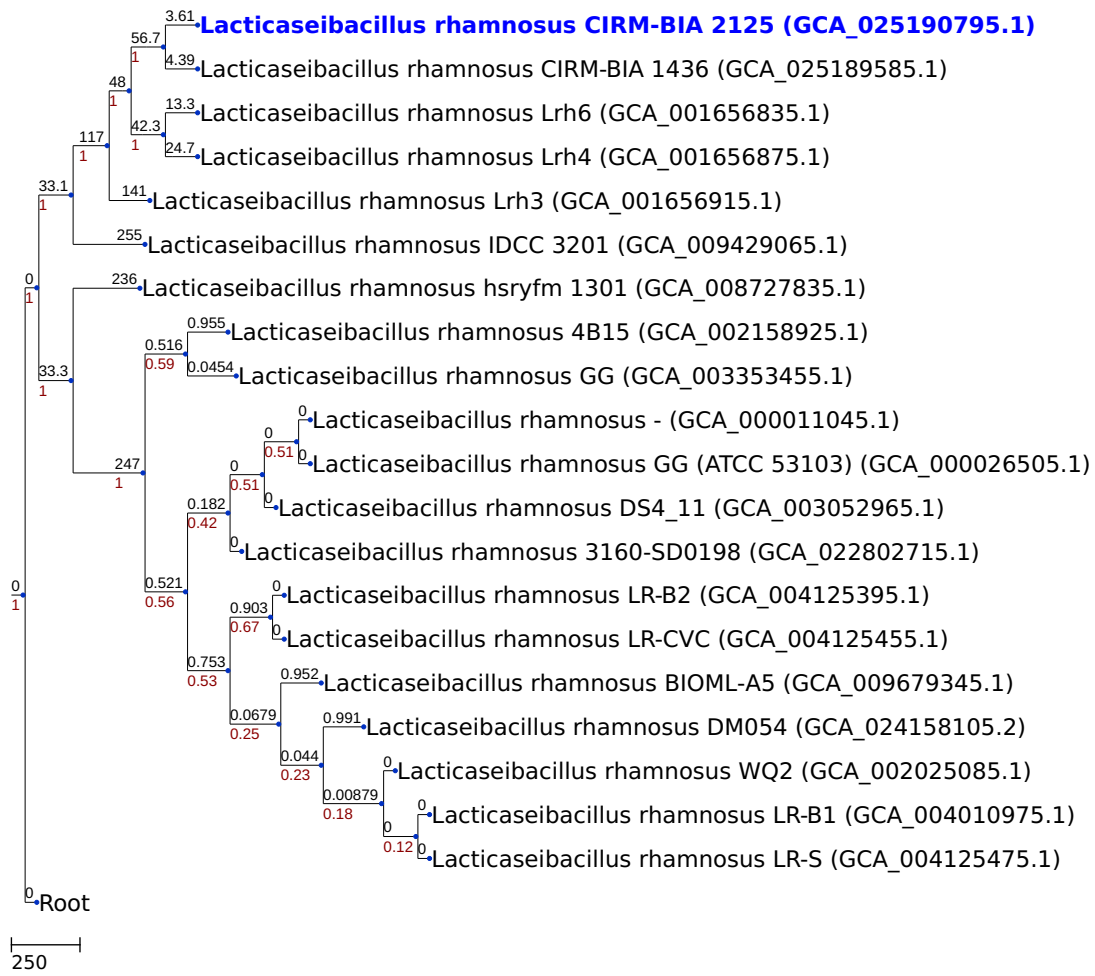 3.61
Lacticaseibacillus rhamnosus CIRM-BIA 2125 (GCA_025190795.1)
56.7
1
4.39
Lacticaseibacillus rhamnosus CIRM-BIA 1436 (GCA_025189585.1)
48
1
13.3
Lacticaseibacillus rhamnosus Lrh6 (GCA_001656835.1)
42.3
1
24.7
Lacticaseibacillus rhamnosus Lrh4 (GCA_001656875.1)
117
1
141
Lacticaseibacillus rhamnosus Lrh3 (GCA_001656915.1)
33.1
1
255
Lacticaseibacillus rhamnosus IDCC 3201 (GCA_009429065.1)
0
1
236
Lacticaseibacillus rhamnosus hsryfm 1301 (GCA_008727835.1)
0.955
Lacticaseibacillus rhamnosus 4B15 (GCA_002158925.1)
0.516
0.59
0.0454
Lacticaseibacillus rhamnosus GG (GCA_003353455.1)
33.3
1
0
Lacticaseibacillus rhamnosus - (GCA_000011045.1)
0
0.51
0
Lacticaseibacillus rhamnosus GG (ATCC 53103) (GCA_000026505.1)
247
1
0
0.51
0
Lacticaseibacillus rhamnosus DS4_11 (GCA_003052965.1)
0.182
0.42
0
Lacticaseibacillus rhamnosus 3160-SD0198 (GCA_022802715.1)
0
1
0.521
0.56
0
Lacticaseibacillus rhamnosus LR-B2 (GCA_004125395.1)
0.903
0.67
0
Lacticaseibacillus rhamnosus LR-CVC (GCA_004125455.1)
0.753
0.53
0.952
Lacticaseibacillus rhamnosus BIOML-A5 (GCA_009679345.1)
0.0679
0.25
0.991
Lacticaseibacillus rhamnosus DM054 (GCA_024158105.2)
0.044
0.23
0
Lacticaseibacillus rhamnosus WQ2 (GCA_002025085.1)
0.00879
0.18
0
Lacticaseibacillus rhamnosus LR-B1 (GCA_004010975.1)
0
0.12
0
Lacticaseibacillus rhamnosus LR-S (GCA_004125475.1)
0
Root
250